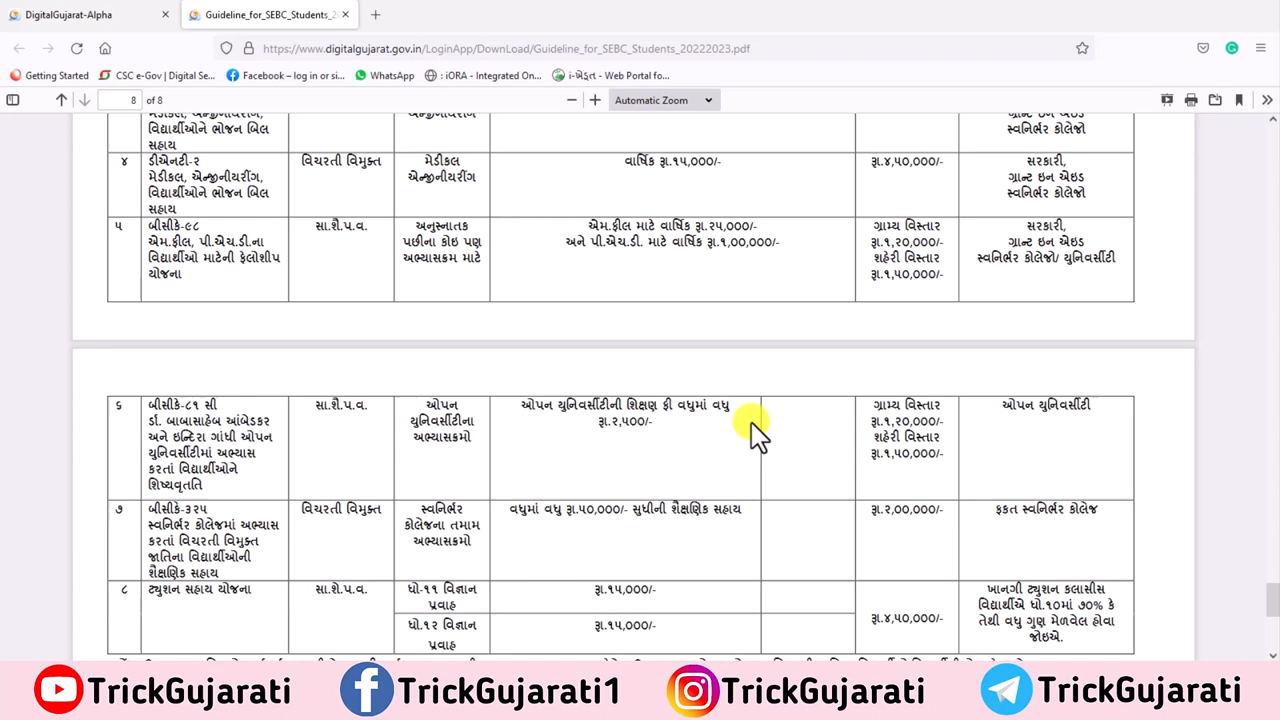 DigitalGujarat-Alpha
Guideline_for_SEBC_Students_2
https://www.digitalgujarat.gov.in/LoginApp/DownLoad/Guideline_for_SEBC_Students_20222023.pdf
Getting Started
CSC e-Gov | Digital Se...
Facebook – log in or si...
WhatsApp
: iORA - Integrated On...
i-ખેડૂત - Web Portal fo...
8 of 8
Automatic Zoom
મેડીકલ, એન્જીનીયરીંગ,
વિદ્યાર્થીઓને ભોજન બિલ
સહાય
એન્જીનીયરીંગ
ગ્રાન્ટ ઇન એઇડ
સ્વનિર્ભર કોલેજો
૪
ડીએનટી-ર
મેડીકલ, એન્જીનીયરીંગ,
વિદ્યાર્થીઓને ભોજન બિલ
સહાય
વિચરતી વિમુક્ત
મેડીકલ
એન્જીનીયરીંગ
વાર્ષિક રૂા.૧૫,૦૦૦/-
રૂા.૪,૫૦,૦૦૦/-
સરકારી,
ગ્રાન્ટ ઇન એઇડ
સ્વનિર્ભર કોલેજો
૫
બીસીકે-૯૮
એમ.ફીલ, પી.એચ.ડી.ના
વિદ્યાર્થીઓ માટેની ફેલોશીપ
યોજના
સા.શૈ.પ.વ.
અનુસ્નાતક
પછીના કોઇ પણ
અભ્યાસક્રમ માટે
એમ.ફીલ માટે વાર્ષિક રૂા.૨૫,૦૦૦/-
અને પી.એચ.ડી. માટે વાર્ષિક રૂા.૧,૦૦,૦૦૦/-
ગ્રામ્ય વિસ્તાર
રૂા.૧,૨૦,૦૦૦/-
શહેરી વિસ્તાર
રૂા.૧,૫૦,૦૦૦/-
સરકારી,
ગ્રાન્ટ ઇન એઇડ
સ્વનિર્ભર કોલેજો/ યુનિવર્સીટી
૬
બીસીકે-૮૧ સી
ર્ડા. બાબાસાહેબ આંબેડકર
અને ઇન્દિરા ગાંધી ઓપન
યુનિવર્સીટીમાં અભ્યાસ
કરતાં વિદ્યાર્થીઓને
શિષ્યવૃતતિ
સા.શૈ.પ.વ.
ઓપન
યુનિવર્સીટીના
અભ્યાસક્રમો
ઓપન યુનિવર્સીટીની શિક્ષણ ફી વધુમાં વધુ
રૂા.૨,૫૦૦/-
ગ્રામ્ય વિસ્તાર
રૂા.૧,૨૦,૦૦૦/-
શહેરી વિસ્તાર
રૂા.૧,૫૦,૦૦૦/-
ઓપન યુનિવર્સીટી
૭
બીસીકે-૩૨૫
સ્વનિર્ભર કોલેજમાં અભ્યાસ
કરતાં વિચરતી વિમુક્ત
જાતિના વિદ્યાર્થીઓની
શૈક્ષણિક સહાય
વિચરતી વિમુક્ત
સ્વનિર્ભર
કોલેજના તમામ
અભ્યાસક્રમો
વધુમાં વધુ રૂા.૫૦,૦૦૦/- સુધીની શૈક્ષણિક સહાય
રૂા.૨,૦૦,૦૦૦/-
ફકત સ્વનિર્ભર કોલેજ
૮
ટ્યુશન સહાય યોજના
સા.શૈ.પ.વ.
ધો-૧૧ વિજ્ઞાન
પ્રવાહ
રૂા.૧૫,૦૦૦/-
ધો.૧૨ વિજ્ઞાન
પ્રવાહ
રૂા.૧૫,૦૦૦/-
રૂા.૪,૫૦,૦૦૦/-
ખાનગી ટ્યુશન કલાસીસ
વિદ્યાર્થીએ ધો.૧૦માં ૭૦% કે
તેથી વધુ ગુણ મેળવેલ હોવા
જોઇએ.
TrickGujarati
TrickGujarati1
TrickGujarati
TrickGujarati